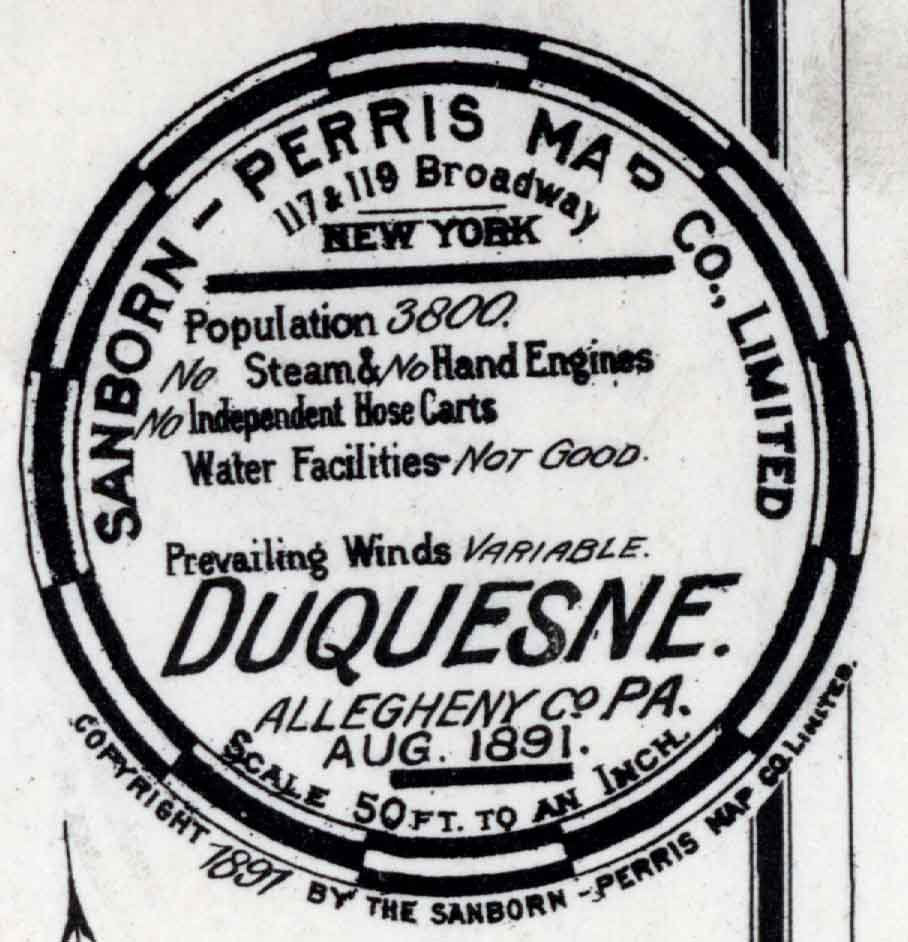 SANBORN - PERRIS MAP CO., LIMITED
117 & 119 Broadway
NEW YORK
Population 3800.
No Steam & No Hand Engines
No Independent Hose Carts
Water Facilities - NOT GOOD.
Prevailing Winds VARIABLE.
DUQUESNE.
ALLEGHENY Co PA.
AUG. 1891.
SCALE 50 FT. TO AN INCH.
COPYRIGHT 1891 BY THE SANBORN - PERRIS MAP CO. LIMITED.